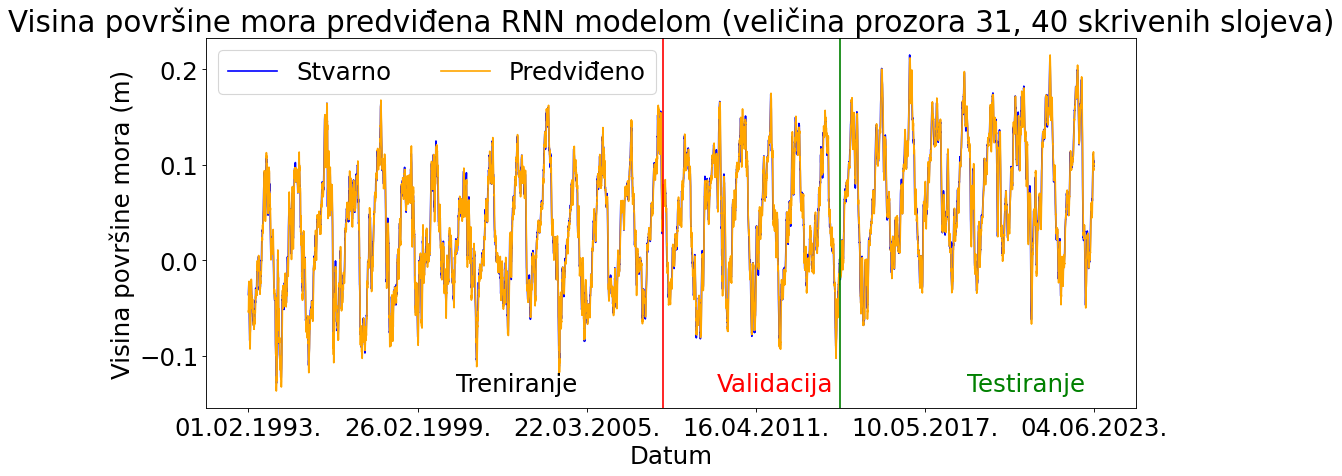 Visina površine mora predviđena RNN modelom (veličina prozora 31, 40 skrivenih slojeva)
Stvarno
Predviđeno
Visina površine mora (m)
0.2
0.1
0.0
−0.1
Treniranje
Validacija
Testiranje
01.02.1993.
26.02.1999.
22.03.2005.
16.04.2011.
10.05.2017.
04.06.2023.
Datum